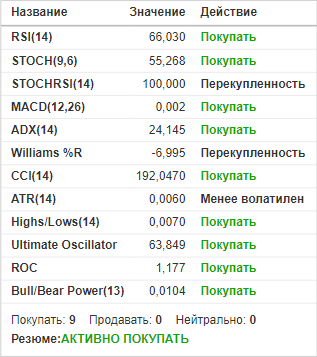 Название Значение Действие
RSI(14) 66,030 Покупать
STOCH(9,6) 55,268 Покупать
STOCHRSI(14) 100,000 Перекупленность
MACD(12,26) 0,002 Покупать
ADX(14) 24,145 Покупать
Williams %R -6,995 Перекупленность
CCI(14) 192,0470 Покупать
ATR(14) 0,0060 Менее волатилен
Highs/Lows(14) 0,0070 Покупать
Ultimate Oscillator 63,849 Покупать
ROC 1,177 Покупать
Bull/Bear Power(13) 0,0104 Покупать
Покупать: 9 Продавать: 0 Нейтрально: 0
Резюме:АКТИВНО ПОКУПАТЬ